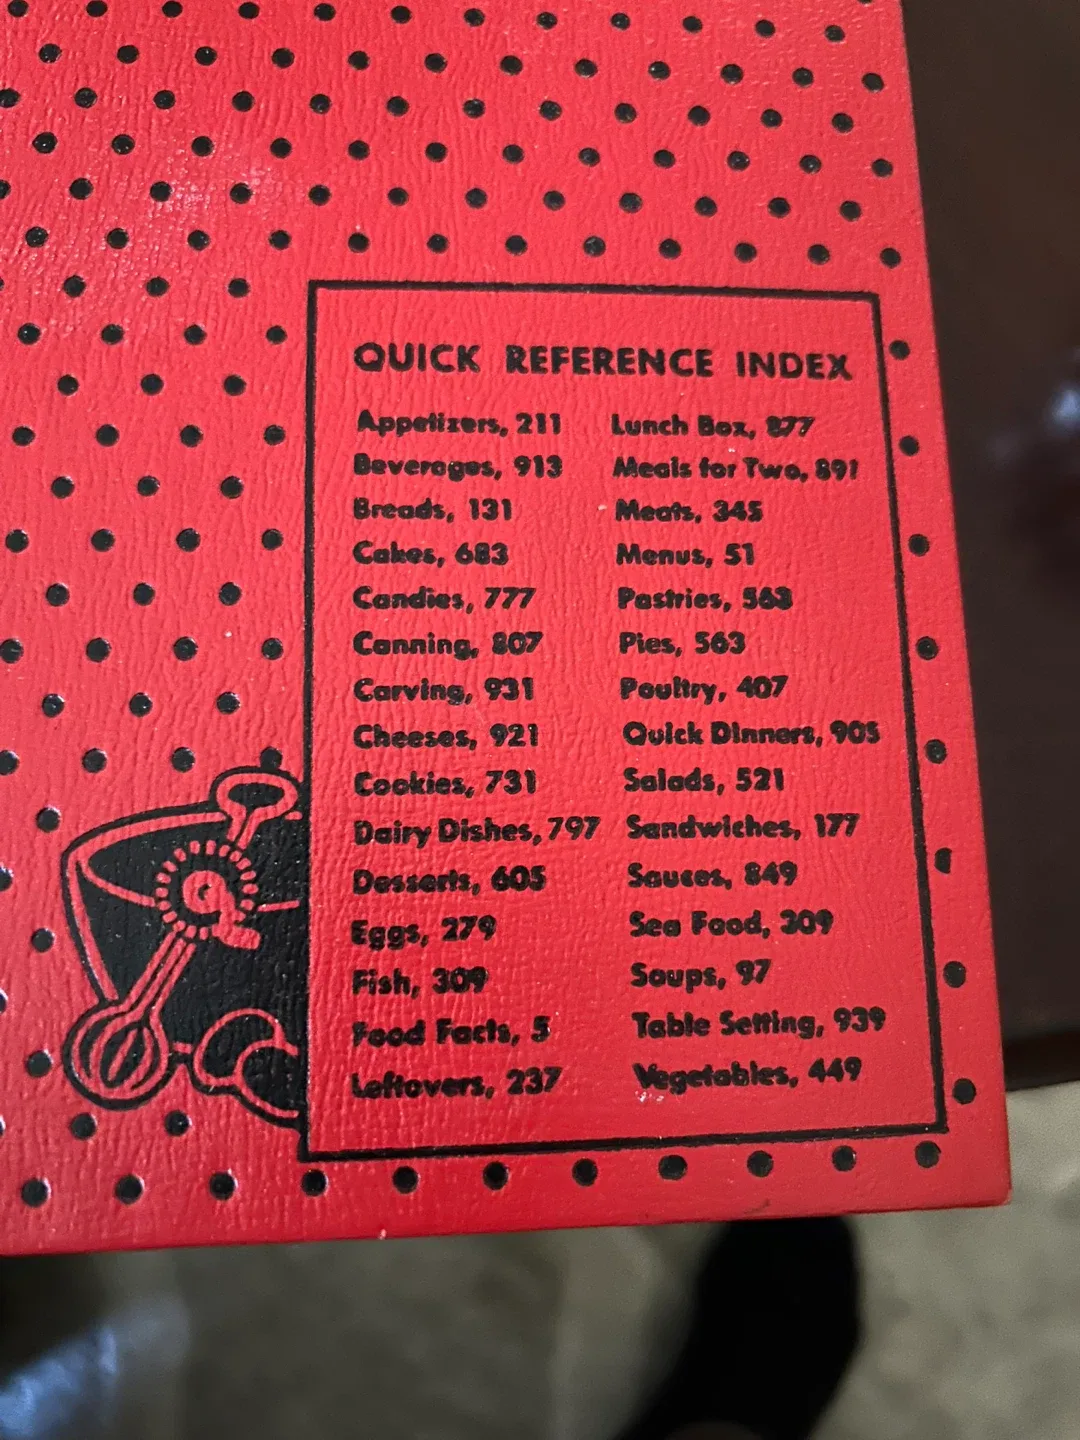 QUICK REFERENCE INDEX
Appetizers, 211
Beverages, 913
Breads, 131
Cakes, 683
Candies, 777
Canning, 807
Carving, 931
Cheeses, 921
Cookies, 731
Dairy Dishes, 797
Desserts, 605
Eggs, 279
Fish, 309
Food Facts, 5
Leftovers, 237
Lunch Box, 877
Meals for Two, 891
Meats, 345
Menus, 51
Pastries, 563
Pies, 563
Poultry, 407
Quick Dinners, 905
Salads, 521
Sandwiches, 177
Sauces, 849
Sea Food, 309
Soups, 97
Table Setting, 939
Vegetables, 449